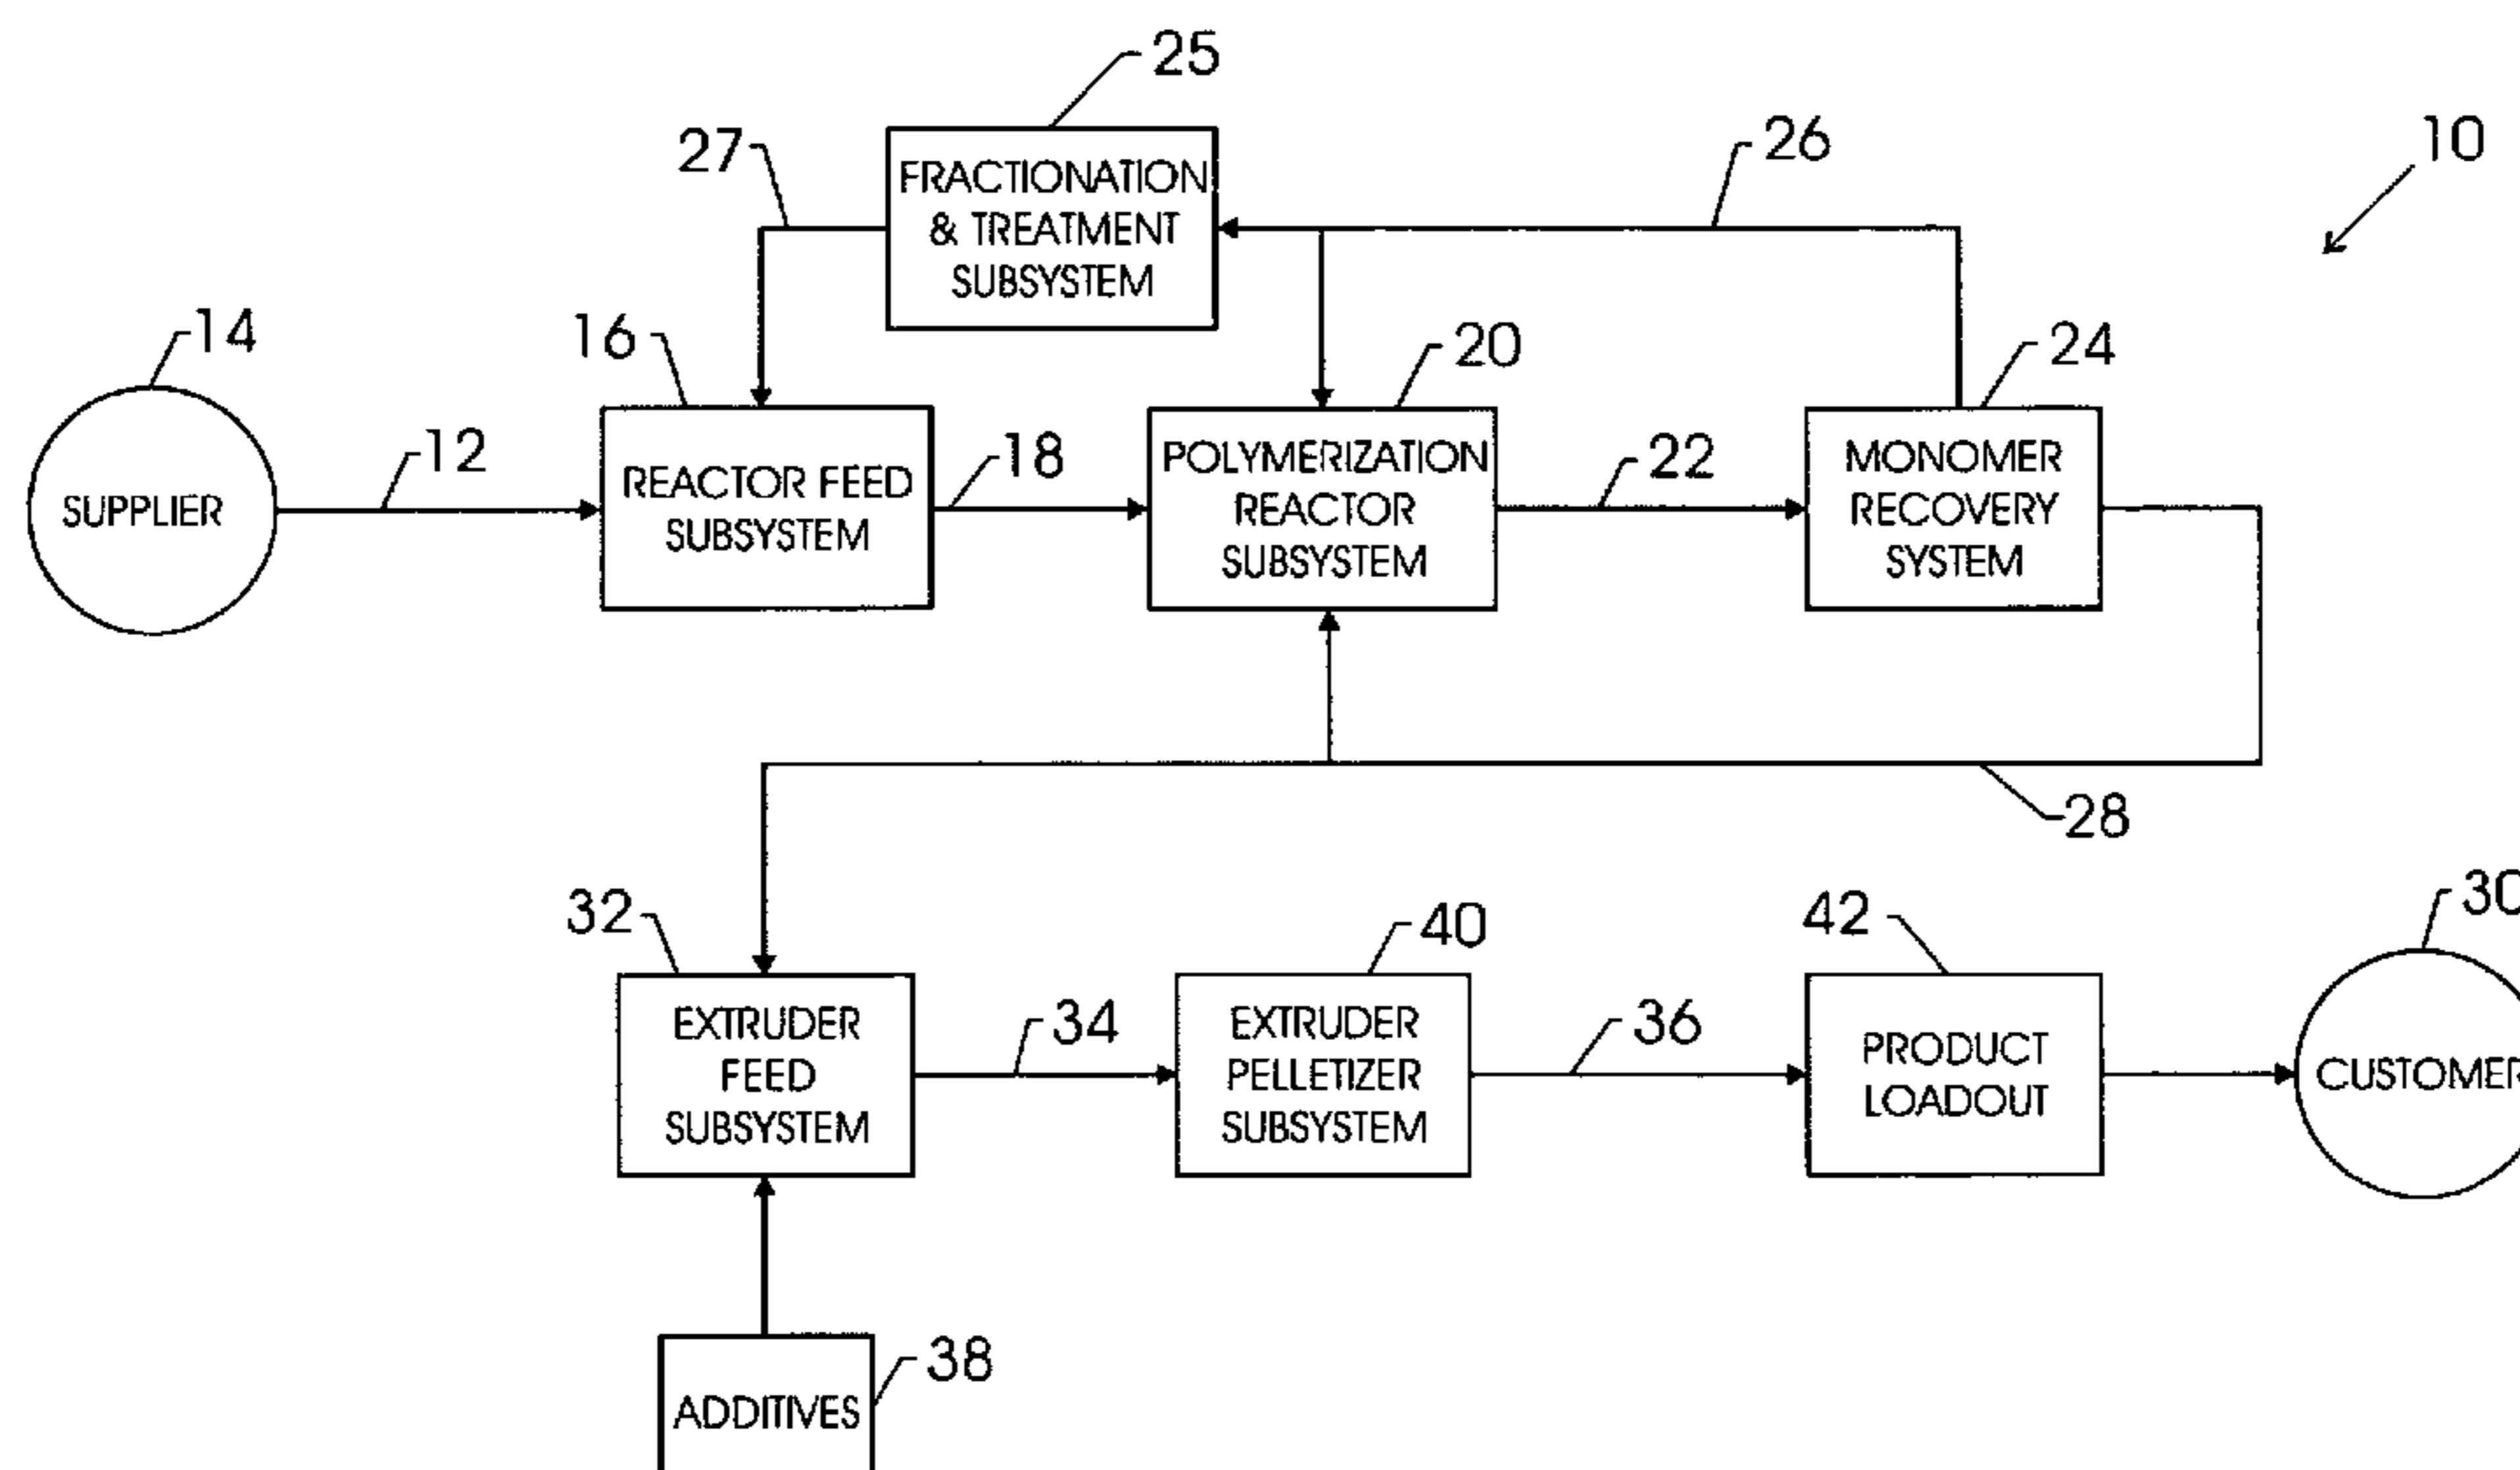 25
27
FRACTIONATION
& TREATMENT
SUBSYSTEM
26
10
14
SUPPLIER
12
16
REACTOR FEED
SUBSYSTEM
18
20
POLYMERIZATION
REACTOR
SUBSYSTEM
22
24
MONOMER
RECOVERY
SYSTEM
28
32
EXTRUDER
FEED
SUBSYSTEM
34
40
EXTRUDER
PELLETIZER
SUBSYSTEM
36
42
PRODUCT
LOADOUT
30
CUSTOMER
38
ADDITIVES